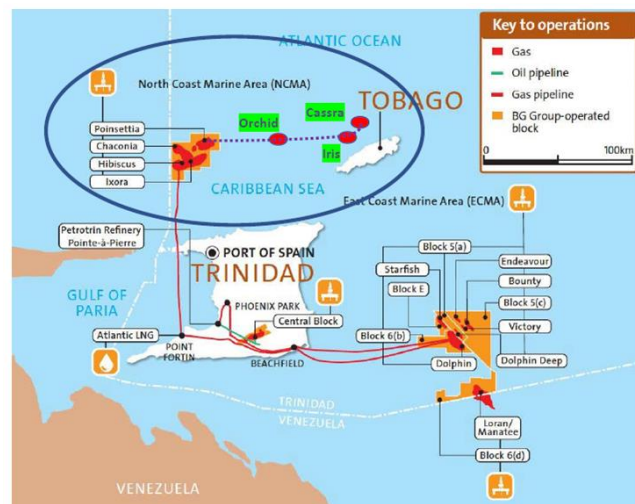 ATLANTIC OCEAN
North Coast Marine Area (NCMA)
Poinsettia
Chaconia
Hibiscus
Ixora
Orchid
Cassra
Iris
TOBAGO
CARIBBEAN SEA
Key to operations
Gas
Oil pipeline
Gas pipeline
BG Group-operated
block
0
100km
East Coast Marine Area (ECMA)
Petrotrin Refinery
Pointe-à-Pierre
PORT OF SPAIN
TRINIDAD
GULF OF
PARIA
PHOENIX PARK
Central Block
Atlantic LNG
POINT
FORTIN
BEACHFIELD
Block 5(a)
Starfish
Block E
Block 6(b)
Dolphin
Endeavour
Bounty
Block 5(c)
Victory
Dolphin Deep
TRINIDAD
VENEZUELA
Loran/
Manatee
Block 6(d)
VENEZUELA